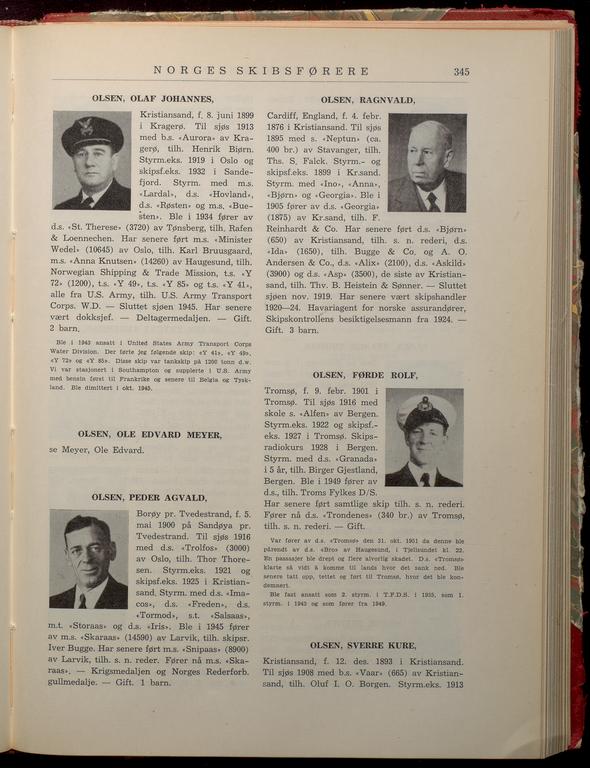 NORGES SKIBSFØRERE 345
OLSEN, OLAF JOHANNES,
Kristiansand, f. 8. juni 1899
i Kragerø. Til sjøs 1913
med b.s. «Aurora» av Kra-
gerø, tilh. Henrik Bjørn.
Styrm.eks. 1919 i Oslo og
skipsf.eks. 1932 i Sande-
fjord. Styrm. med m.s.
«Lardal», d.s. «Hovland»,
d.s. «Røsten» og m.s. «Bue-
sten». Ble i 1934 fører av
d.s. «St. Therese» (3720) av Tønsberg, tilh. Rafen
& Loennechen. Har senere ført m.s. «Minister
Wedel» (10645) av Oslo, tilh. Karl Bruusgaard,
m.s. «Anna Knutsen» (14260) av Haugesund, tilh.
Norwegian Shipping & Trade Mission, t.s. «Y
72» (1200), t.s. «Y 49», t.s. «Y 85» og t.s. «Y 41»,
alle fra U.S. Army, tilh. U.S. Army Transport
Corps. W.D. — Sluttet sjøen 1945. Har senere
vært dokksjef. — Deltagermedaljen. — Gift.
2 barn.
Ble i 1943 ansatt i United States Army Transport Corps
Water Division. Der førte jeg følgende skip: «Y 41», «Y 49»,
«Y 72» og «Y 85». Disse skip var tankskip på 1200 tonn d.w.
Vi var stasjonert i Southampton og supplerte i U.S. Army
med bensin først til Frankrike og senere til Belgia og Tysk-
land. Ble dimittert i okt. 1945.
OLSEN, OLE EDVARD MEYER,
se Meyer, Ole Edvard.
OLSEN, PEDER AGVALD,
Borøy pr. Tvedestrand, f. 5.
mai 1900 på Sandøya pr.
Tvedestrand. Til sjøs 1916
med d.s. «Trolfos» (3000)
av Oslo, tilh. Thor Thore-
sen. Styrm.eks. 1921 og
skipsf.eks. 1925 i Kristian-
sand, Styrm. med d.s. «Ima-
cos», d.s. «Freden», d.s.
«Tormod», s.t. «Salsaas»,
m.t. «Storaas» og d.s. «Iris». Ble i 1945 fører
av m.s. «Skaraas» (14590) av Larvik, tilh. skipsr.
Iver Bugge. Har senere ført m.s. «Snipaas» (8900)
av Larvik, tilh. s. n. reder. Fører nå m.s. «Ska-
raas». — Krigsmedaljen og Norges Rederforb.
gullmedalje. — Gift. 1 barn.
OLSEN, RAGNVALD,
Cardiff, England, f. 4. febr.
1876 i Kristiansand. Til sjøs
1895 med s. «Neptun» (ca.
400 br.) av Stavanger, tilh.
Ths. S. Falck. Styrm.- og
skipsf.eks. 1899 i Kr.sand.
Styrm. med «Ino», «Anna»,
«Bjørn» og «Georgia». Ble i
1905 fører av d.s. «Georgia»
(1875) av Kr.sand, tilh. F.
Reinhardt & Co. Har senere ført d.s. «Bjørn»
(650) av Kristiansand, tilh. s. n. rederi, d.s.
«Ida» (1650), tilh. Bugge & Co. og A. O.
Andersen & Co., d.s. «Alix» (2100), d.s. «Askild»
(3900) og d.s. «Asp» (3500), de siste av Kristian-
sand, tilh. Thv. B. Heistein & Sønner. — Sluttet
sjøen nov. 1919. Har senere vært skipshandler
1920—24. Havariagent for norske assurandører,
Skipskontrollens besiktigelsesmann fra 1924. —
Gift. 3 barn.
OLSEN, FØRDE ROLF,
Tromsø, f. 9. febr. 1901 i
Tromsø. Til sjøs 1916 med
skole s. «Alfen» av Bergen.
Styrm.eks. 1922 og skipsf.-
eks. 1927 i Tromsø. Skips-
radiokurs 1928 i Bergen.
Styrm. med d.s. «Granada»
i 5 år, tilh. Birger Gjestland,
Bergen. Ble i 1949 fører av
d.s., tilh. Troms Fylkes D/S.
Har senere ført samtlige skip tilh. s. n. rederi.
Fører nå d.s. «Trondenes» (340 br.) av Tromsø,
tilh. s. n. rederi. — Gift.
Var fører av d.s. «Tromsø» den 31. okt. 1951 da denne ble
pårendt av d.s. «Bro» av Haugesund, i Tjellsundet kl. 22.
En passasjer ble drept og flere alvorlig skadet. D.s. «Tromsø»
klarte så vidt å komme til lands hvor det sank ned. Ble
senere tatt opp, tettet og ført til Tromsø, hvor det ble kon-
demnert.
Ble fast ansatt som 2. styrm. i T.F.D.S. i 1935, som 1.
styrm. i 1943 og som fører fra 1949.
OLSEN, SVERRE KURE,
Kristiansand, f. 12. des. 1893 i Kristiansand.
Til sjøs 1908 med b.s. «Vaar» (665) av Kristian-
sand, tilh. Oluf I. O. Borgen. Styrm.eks. 1913